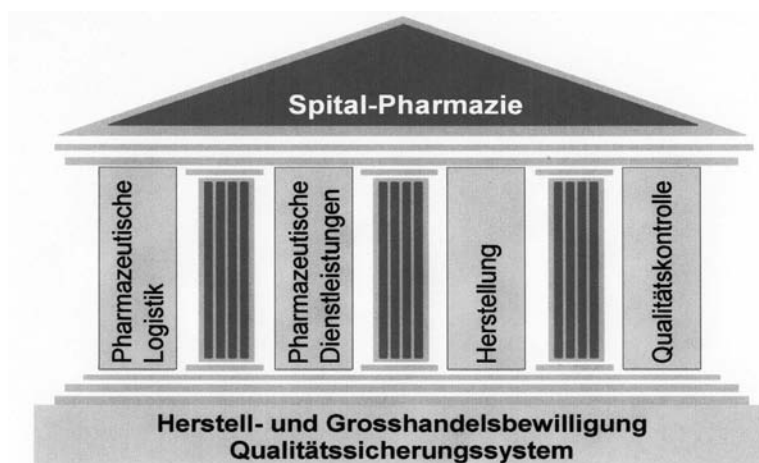 Spital-Pharmazie
Pharmazeutische
Logistik
Pharmazeutische
Dienstleistungen
Herstellung
Qualitätskontrolle
Herstell- und Grosshandelsbewilligung
Qualitätssicherungssystem